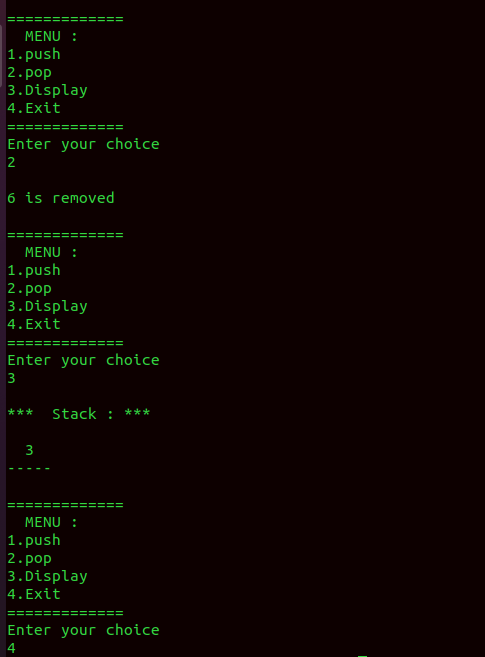 =============
MENU :
1.push
2.pop
3.Display
4.Exit
=============
Enter your choice
2
6 is removed
=============
MENU :
1.push
2.pop
3.Display
4.Exit
=============
Enter your choice
3
***  Stack : ***
3
-----
=============
MENU :
1.push
2.pop
3.Display
4.Exit
=============
Enter your choice
4